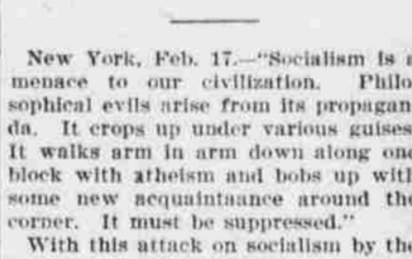 New York, Feb. 17.—"Socialism is a
menace to our civilization. Philo
sophical evils arise from its propagan
da. It crops up under various guises
It walks arm in arm down along one
block with atheism and bobs up with
some new acquaintaance around the
corner. It must be suppressed."
With this attack on socialism by the